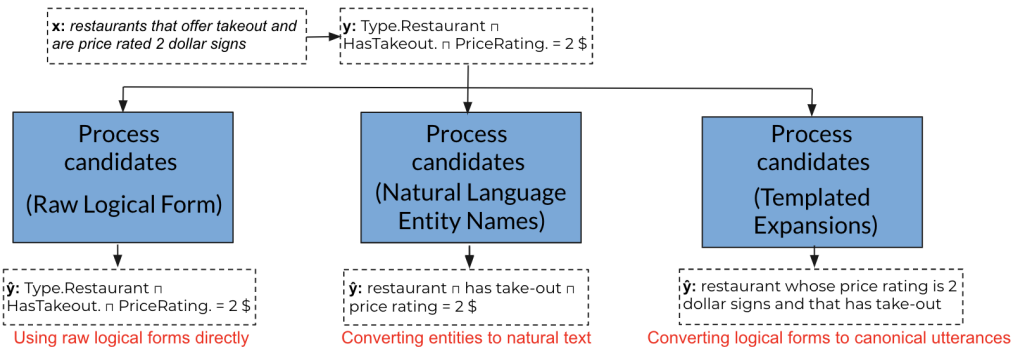 x: restaurants that offer takeout and
are price rated 2 dollar signs
y: Type.Restaurant ⊓
HasTakeout. ⊓ PriceRating. = 2 $
Process
candidates
(Raw Logical Form)
Process
candidates
(Natural Language
Entity Names)
Process
candidates
(Templated
Expansions)
ŷ: Type.Restaurant ⊓
HasTakeout. ⊓ PriceRating. = 2 $
ŷ: restaurant ⊓ has take-out ⊓
price rating = 2 $
ŷ: restaurant whose price rating is 2
dollar signs and that has take-out
Using raw logical forms directly
Converting entities to natural text
Converting logical forms to canonical utterances